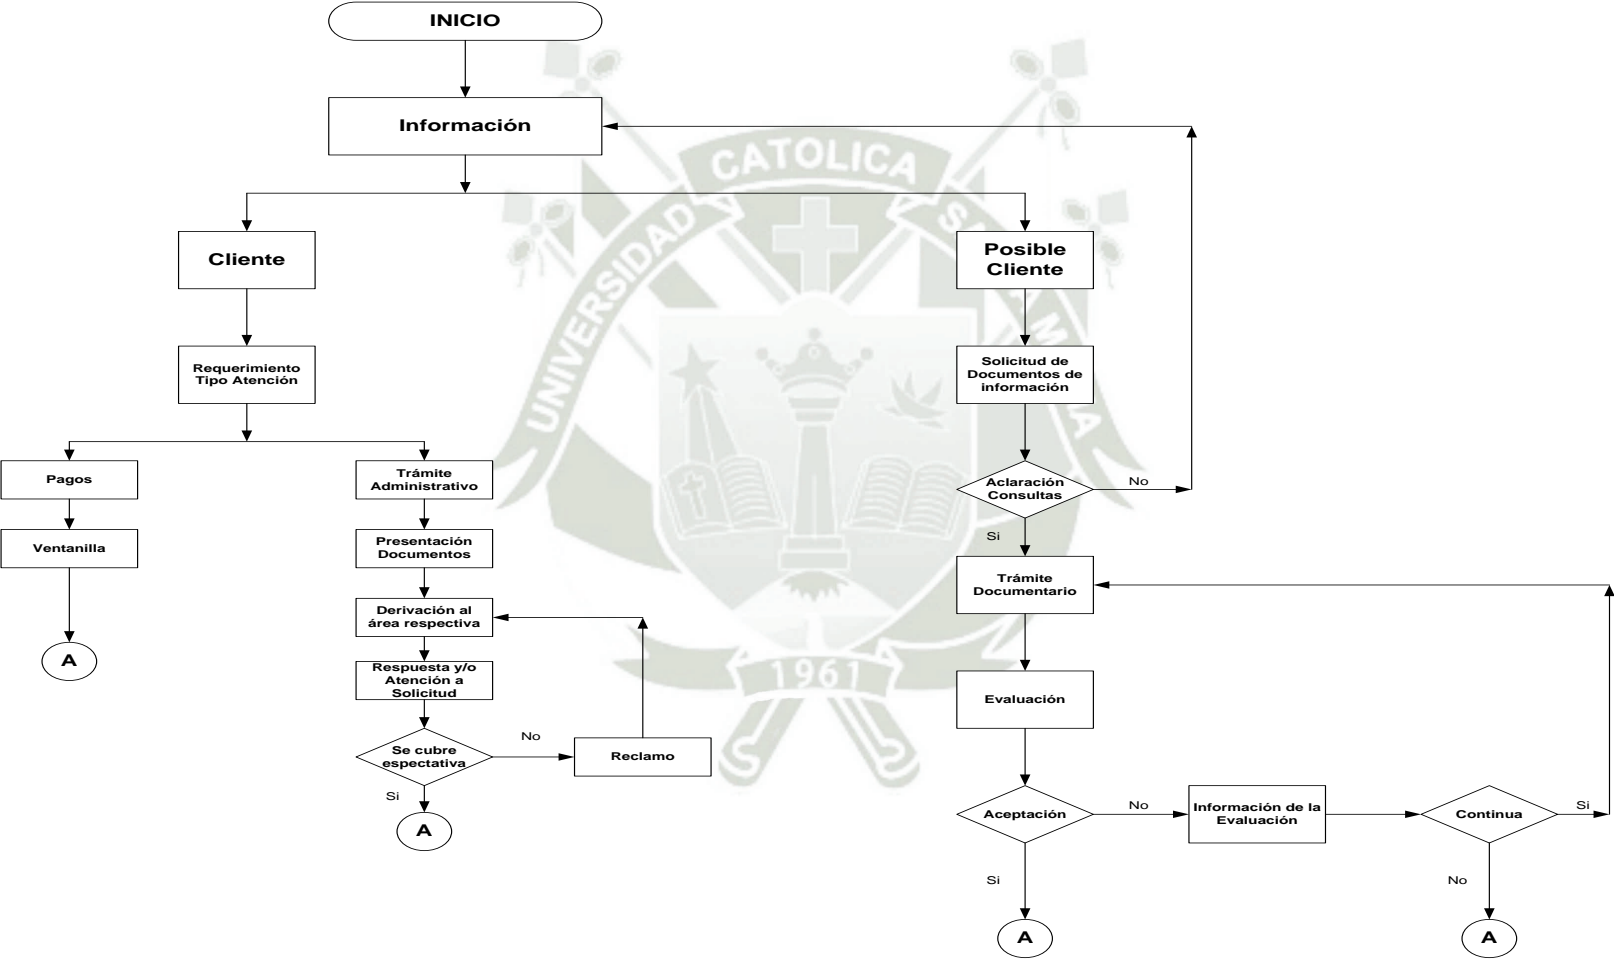 INICIO
Información
Cliente
Posible
Cliente
Requerimiento
Tipo Atención
Solicitud de
Documentos de
información
Pagos
Trámite
Administrativo
Aclaración
Consultas
No
Ventanilla
Presentación
Documentos
Si
Trámite
Documentario
Derivación al
área respectiva
A
Respuesta y/o
Atención a
Solicitud
Evaluación
Se cubre
espectativa
No
Reclamo
Si
A
Aceptación
No
Información de la
Evaluación
Continua
Si
Si
No
A
A
UNIVERSIDAD
CATOLICA
SANTA MARIA
1961